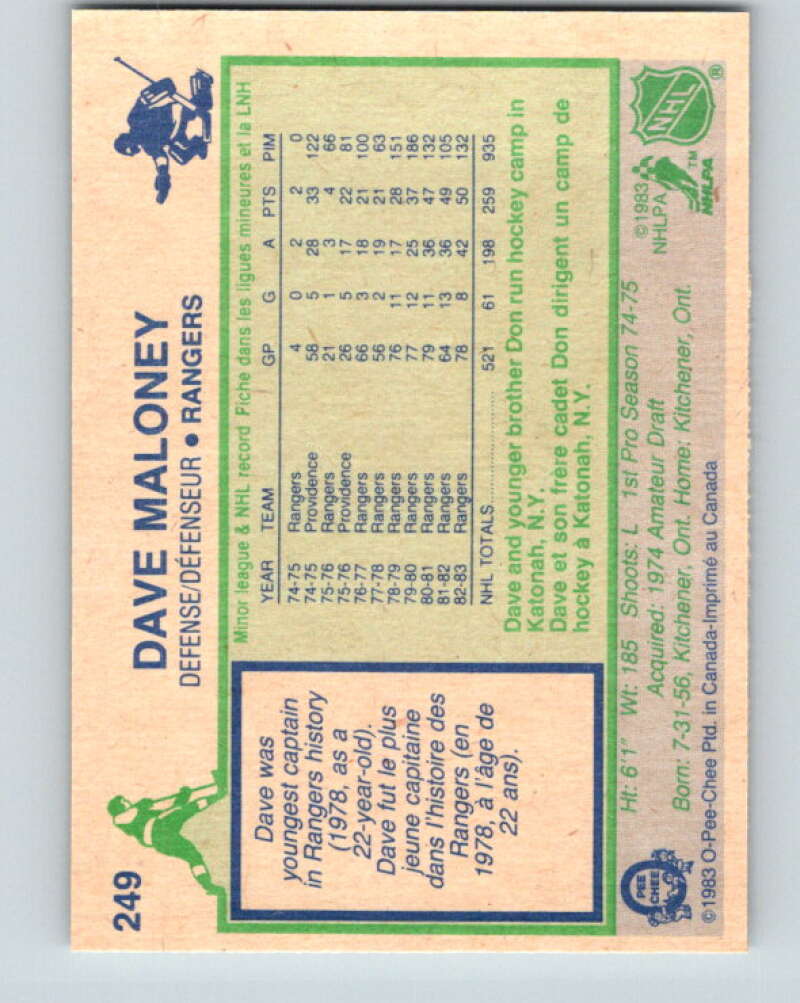 249
DAVE MALONEY
DEFENSE/DÉFENSEUR • RANGERS
Dave was
youngest captain
in Rangers history
(1978, as a
22-year-old).
Dave fut le plus
jeune capitaine
dans l'histoire des
Rangers (en
1978, à l'âge de
22 ans).
Minor league & NHL record Fiche dans les ligues mineures et la LNH
YEAR TEAM GP G A PTS PIM
74-75 Rangers 4 0 2 2 0
74-75 Providence 58 5 28 33 122
75-76 Rangers 21 1 3 4 66
75-76 Providence 26 5 17 22 81
76-77 Rangers 66 3 18 21 100
77-78 Rangers 56 2 19 21 63
78-79 Rangers 76 11 17 28 151
79-80 Rangers 77 12 25 37 186
80-81 Rangers 79 11 36 47 132
81-82 Rangers 64 13 36 49 105
82-83 Rangers 78 8 42 50 132
NHL TOTALS 521 61 198 259 935
Dave and younger brother Don run hockey camp in
Katonah, N.Y.
Dave et son frere cadet Don dirigent un camp de
hockey à Katonah, N.Y.
Ht: 6'1" Wt: 185 Shoots: L 1st Pro Season 74-75
Acquired: 1974 Amateur Draft
Born: 7-31-56, Kitchener, Ont. Home: Kitchener, Ont.
©1983 O-Pee-Chee Ptd. in Canada-Imprimé au Canada
O
PEE
CHEE
©1983
NHLPA
NHLPA
TM
NHL
®